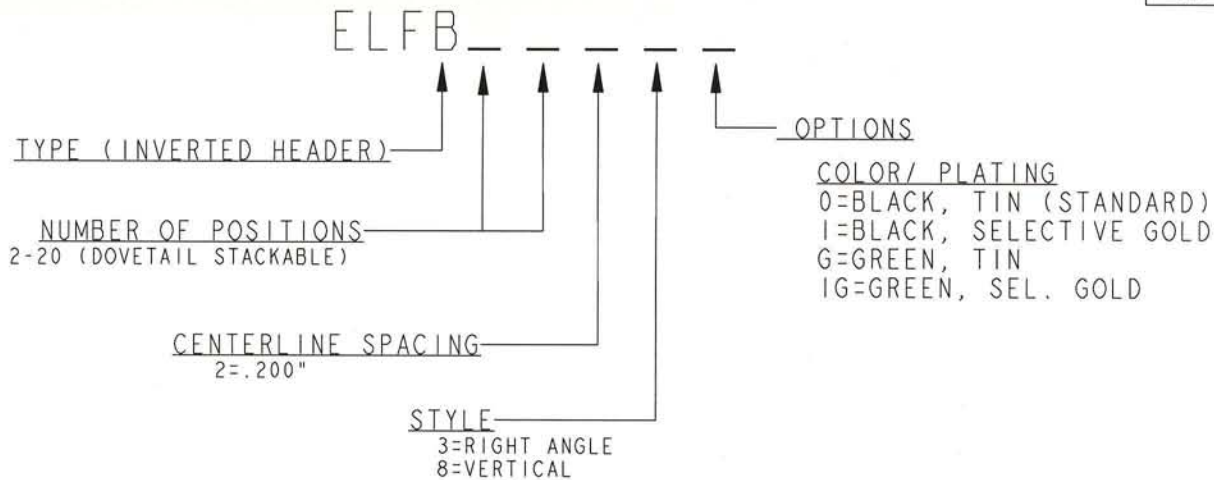 ELFB_ _ _ _ _
TYPE (INVERTED HEADER)
OPTIONS
COLOR/ PLATING
0=BLACK, TIN (STANDARD)
1=BLACK, SELECTIVE GOLD
G=GREEN, TIN
1G=GREEN, SEL. GOLD
NUMBER OF POSITIONS
2-20 (DOVETAIL STACKABLE)
CENTERLINE SPACING
2=.200"
STYLE
3=RIGHT ANGLE
8=VERTICAL